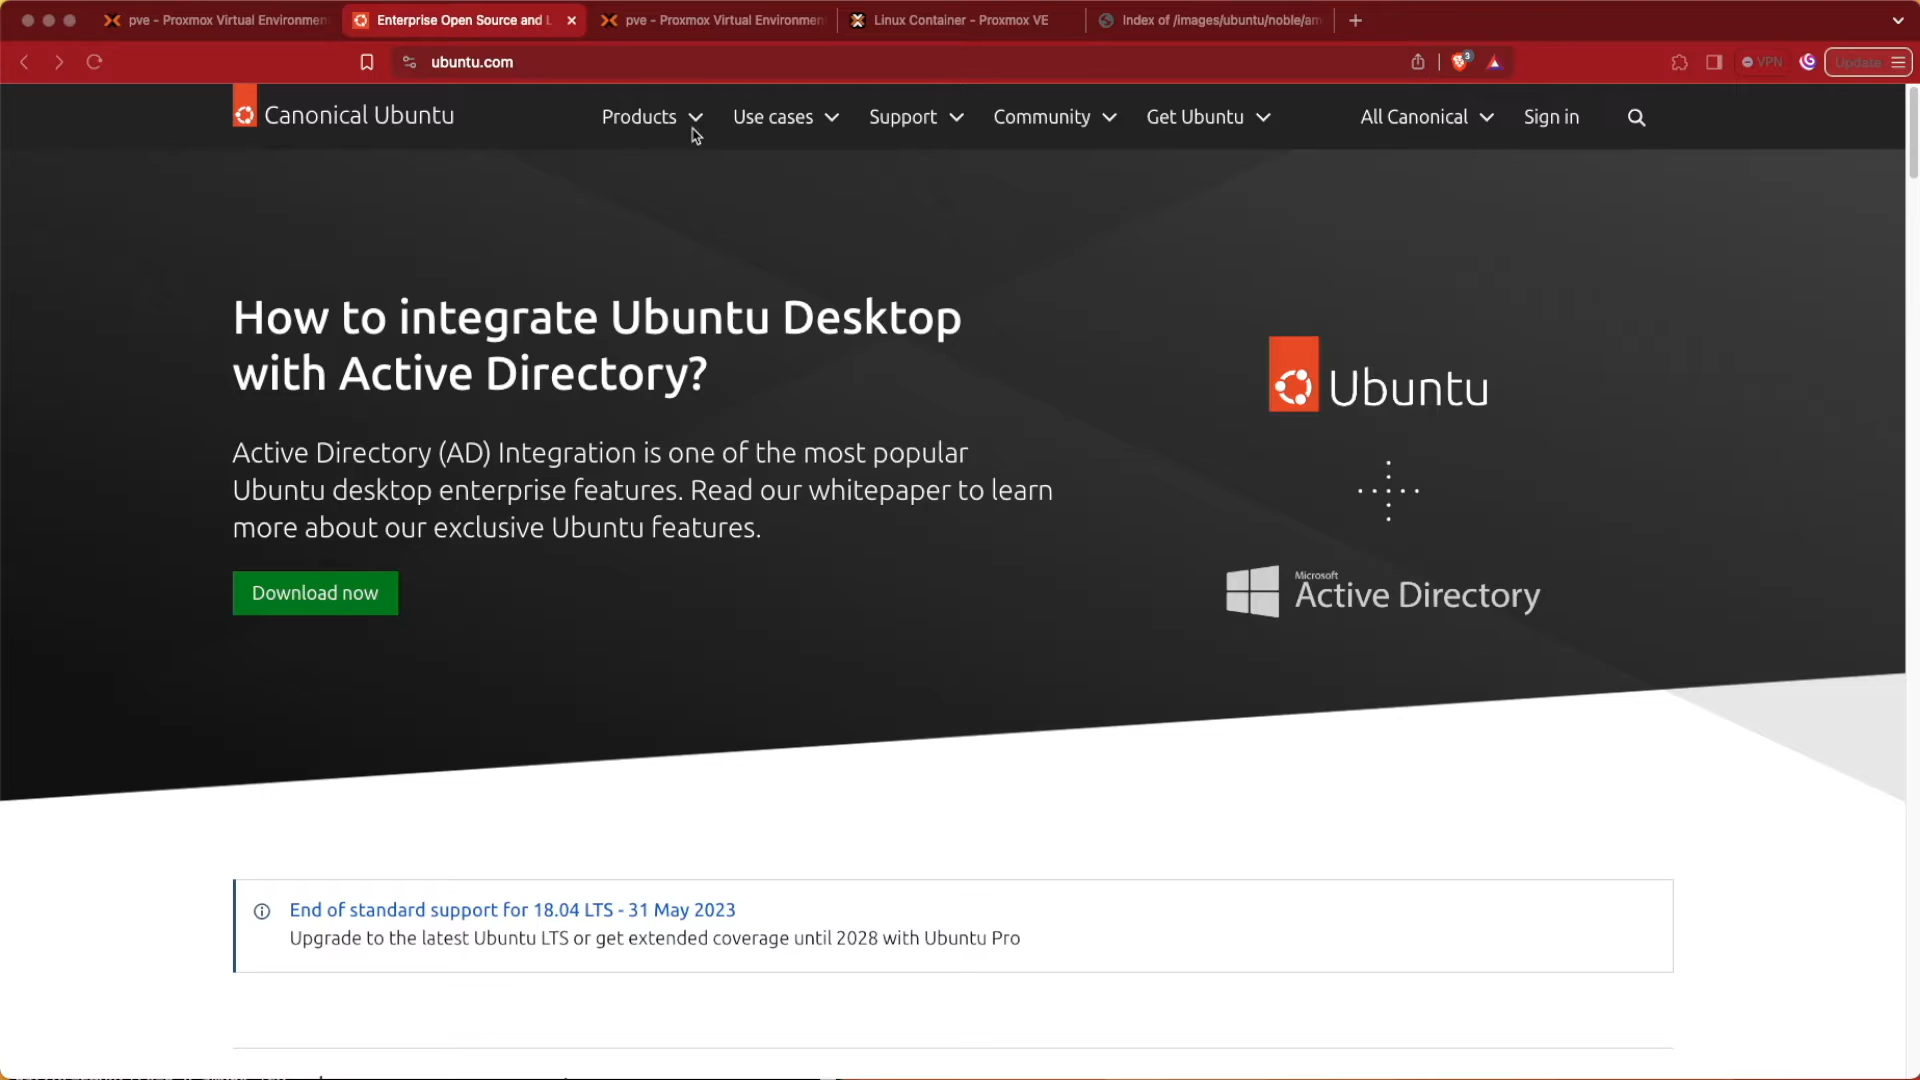 pve - Proxmox Virtual Environmen
Enterprise Open Source and L
pve - Proxmox Virtual Environmen
Linux Container - Proxmox VE
Index of /images/ubuntu/noble/am
ubuntu.com
3
VPN
Update
Canonical Ubuntu
Products
Use cases
Support
Community
Get Ubuntu
All Canonical
Sign in
How to integrate Ubuntu Desktop
with Active Directory?
Active Directory (AD) Integration is one of the most popular
Ubuntu desktop enterprise features. Read our whitepaper to learn
more about our exclusive Ubuntu features.
Download now
Ubuntu
Microsoft
Active Directory
End of standard support for 18.04 LTS - 31 May 2023
Upgrade to the latest Ubuntu LTS or get extended coverage until 2028 with Ubuntu Pro